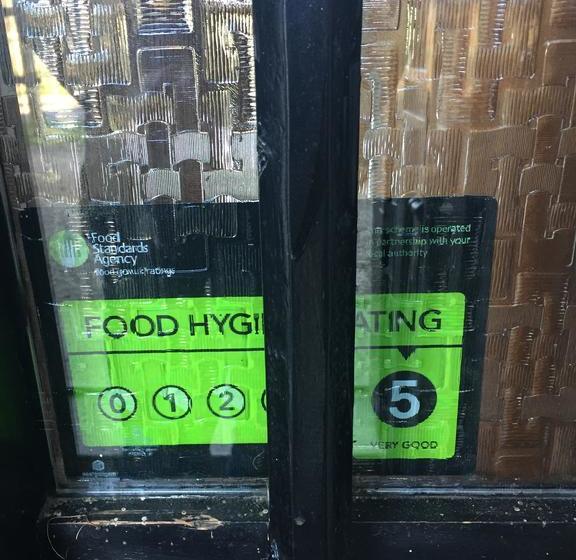 Food
Standards
Agency
food.gov.uk/ratings
scheme is operated
partnership with your
local authority
FOOD HYGI ATING
0 1 2 5
VERY GOOD